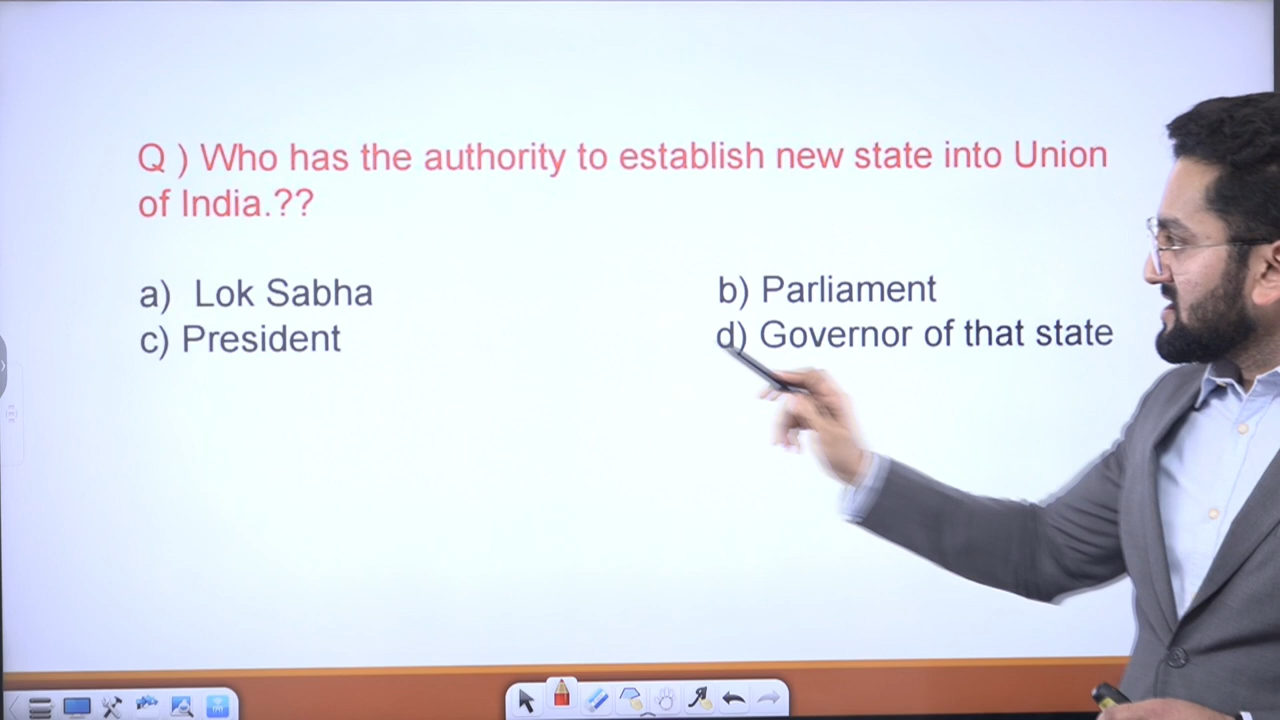 Q ) Who has the authority to establish new state into Union
of India.??
a) Lok Sabha
b) Parliament
c) President
d) Governor of that state